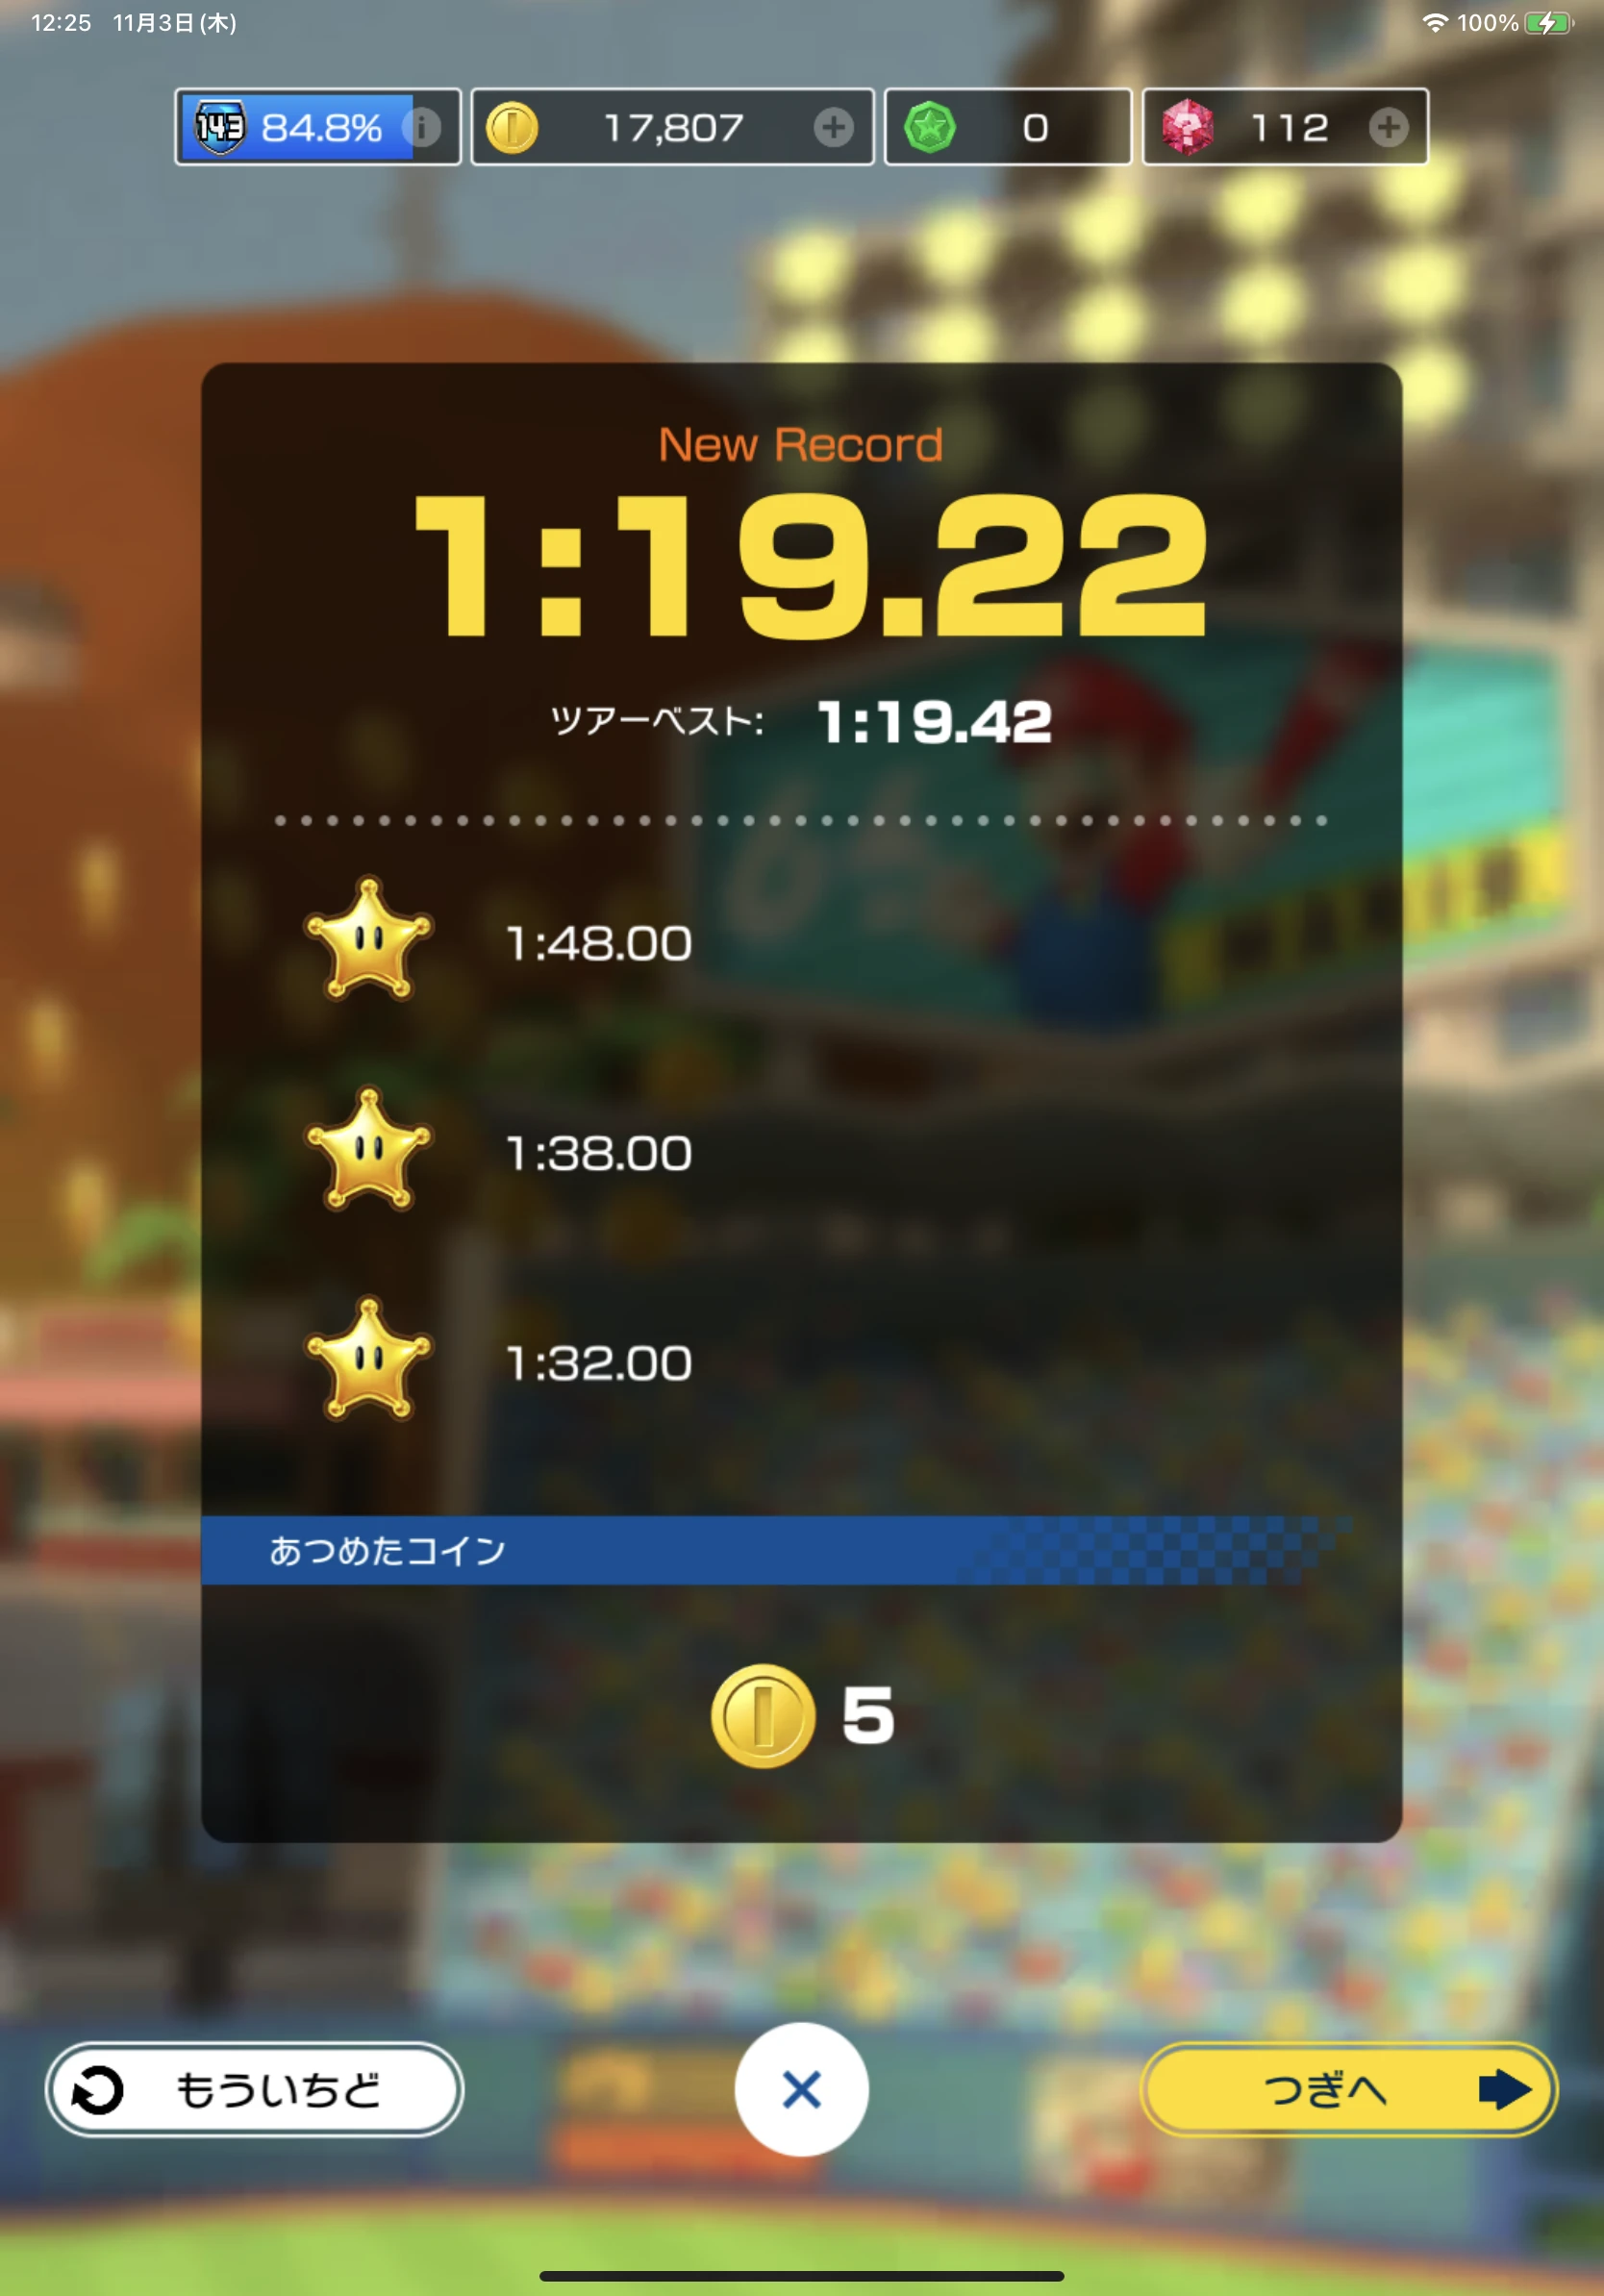 12:25 11月3日(木) 100%
143 84.8% i 17,807 + 0 ? 112 +
New Record
1:19.22
ツアーベスト: 1:19.42
1:48.00
1:38.00
1:32.00
あつめたコイン
5
もういちど × つぎへ